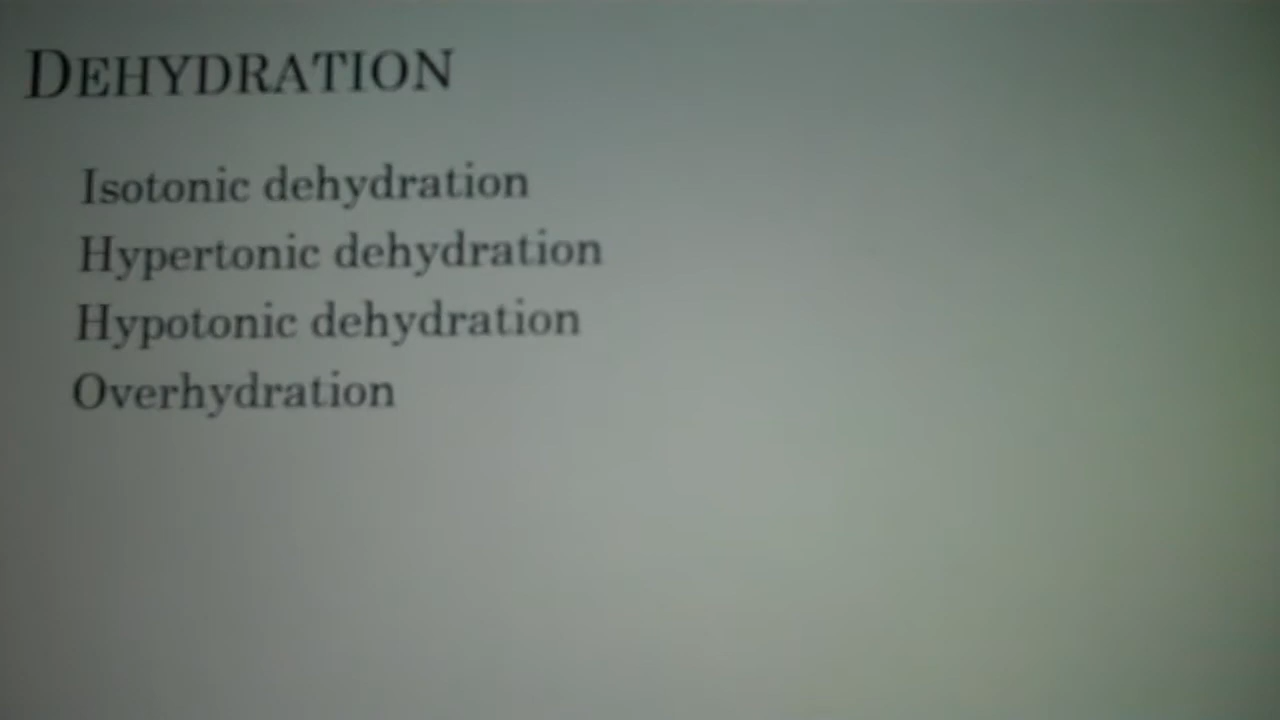 DEHYDRATION
Isotonic dehydration
Hypertonic dehydration
Hypotonic dehydration
Overhydration